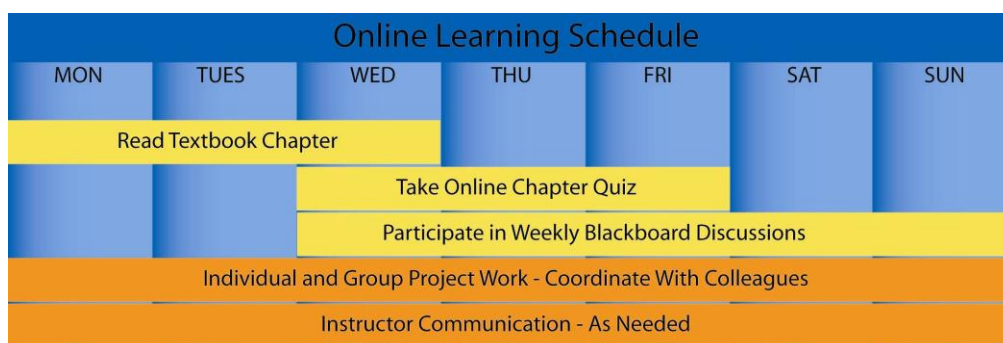 Online Learning Schedule
MON TUES WED THU FRI SAT SUN
Read Textbook Chapter
Take Online Chapter Quiz
Participate in Weekly Blackboard Discussions
Individual and Group Project Work - Coordinate With Colleagues
Instructor Communication - As Needed